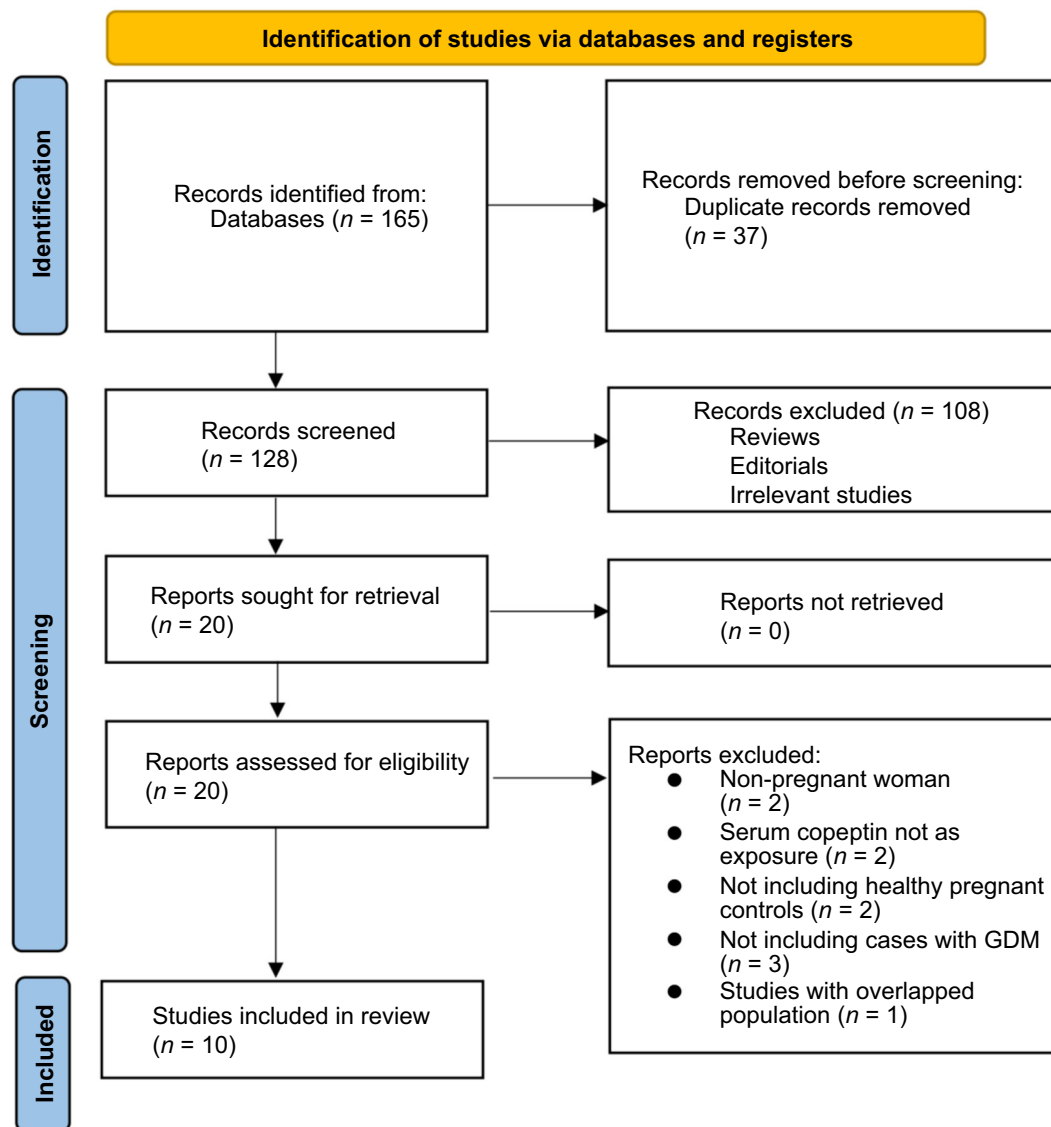 Identification of studies via databases and registers
Identification
Records identified from:
Databases (n = 165)
Records removed before screening:
Duplicate records removed
(n = 37)
Screening
Records screened
(n = 128)
Records excluded (n = 108)
Reviews
Editorials
Irrelevant studies
Reports sought for retrieval
(n = 20)
Reports not retrieved
(n = 0)
Reports assessed for eligibility
(n = 20)
Reports excluded:
● Non-pregnant woman
(n = 2)
● Serum copeptin not as
exposure (n = 2)
● Not including healthy pregnant
controls (n = 2)
● Not including cases with GDM
(n = 3)
● Studies with overlapped
population (n = 1)
Included
Studies included in review
(n = 10)